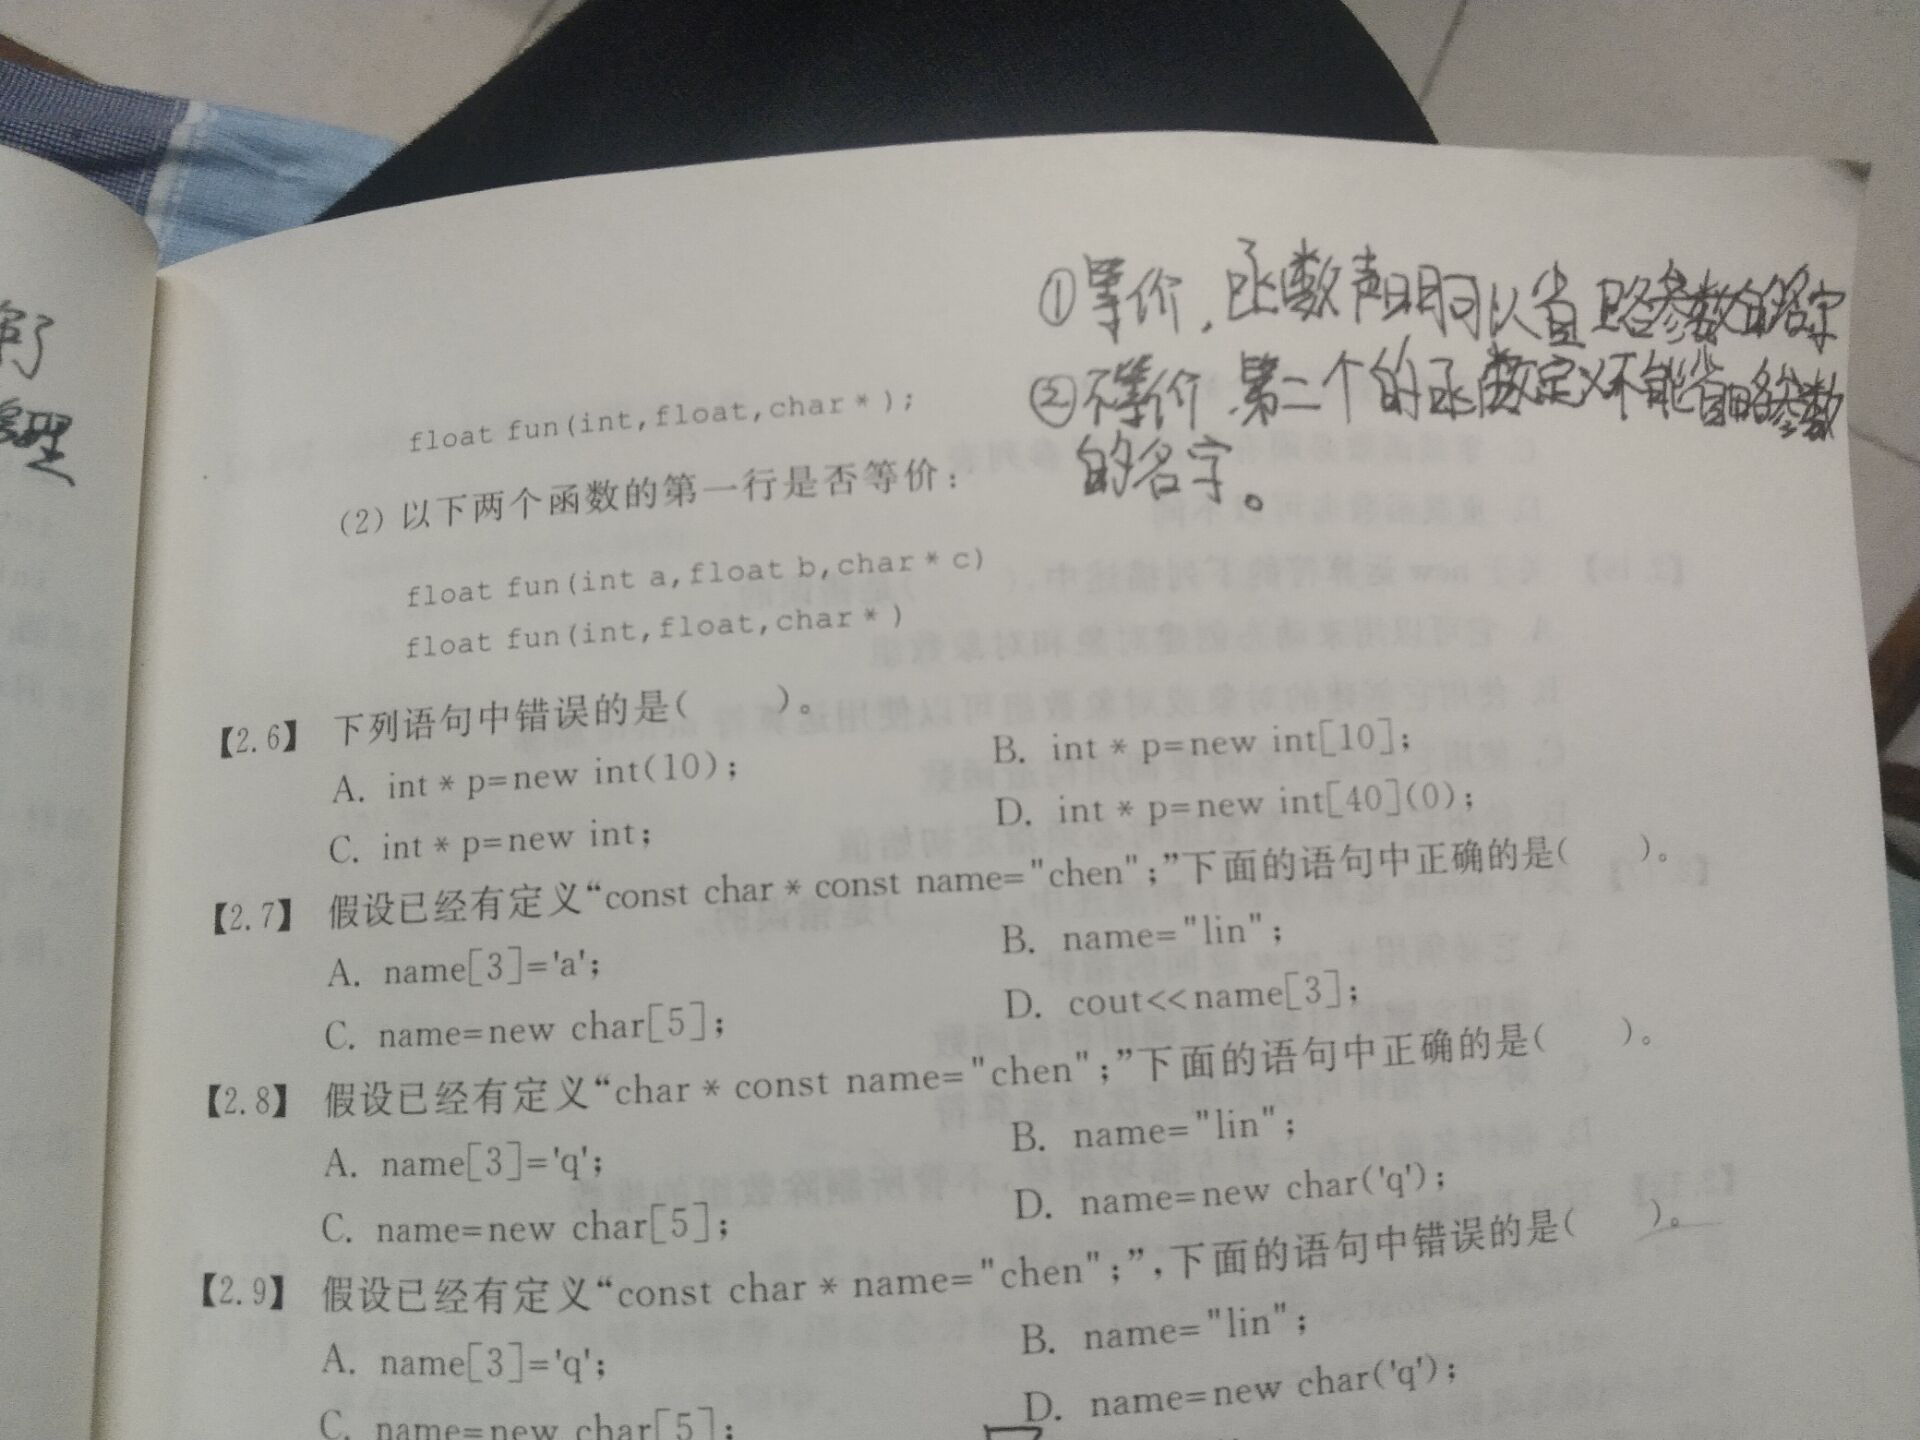 理
①等价,函数声明可以省略参数的名字
②不等价,第二个的函数定义不能省略参数
的名字。
float fun(int,float,char * );
(2) 以下两个函数的第一行是否等价:
float fun(int a,float b,char * c)
float fun(int,float,char * )
【2.6】 下列语句中错误的是( )。
A. int * p=new int(10); B. int * p=new int[10];
C. int * p=new int; D. int * p=new int[40](0);
【2.7】 假设已经有定义“const char * const name="chen";”下面的语句中正确的是( )。
A. name[3]='a'; B. name="lin";
C. name=new char[5]; D. cout<<name[3];
【2.8】 假设已经有定义“char * const name="chen";”下面的语句中正确的是( )。
A. name[3]='q'; B. name="lin";
C. name=new char[5]; D. name=new char('q');
【2.9】 假设已经有定义“const char * name="chen";”,下面的语句中错误的是( )。
A. name[3]='q'; B. name="lin";
C. name=new char[5]; D. name=new char('q');